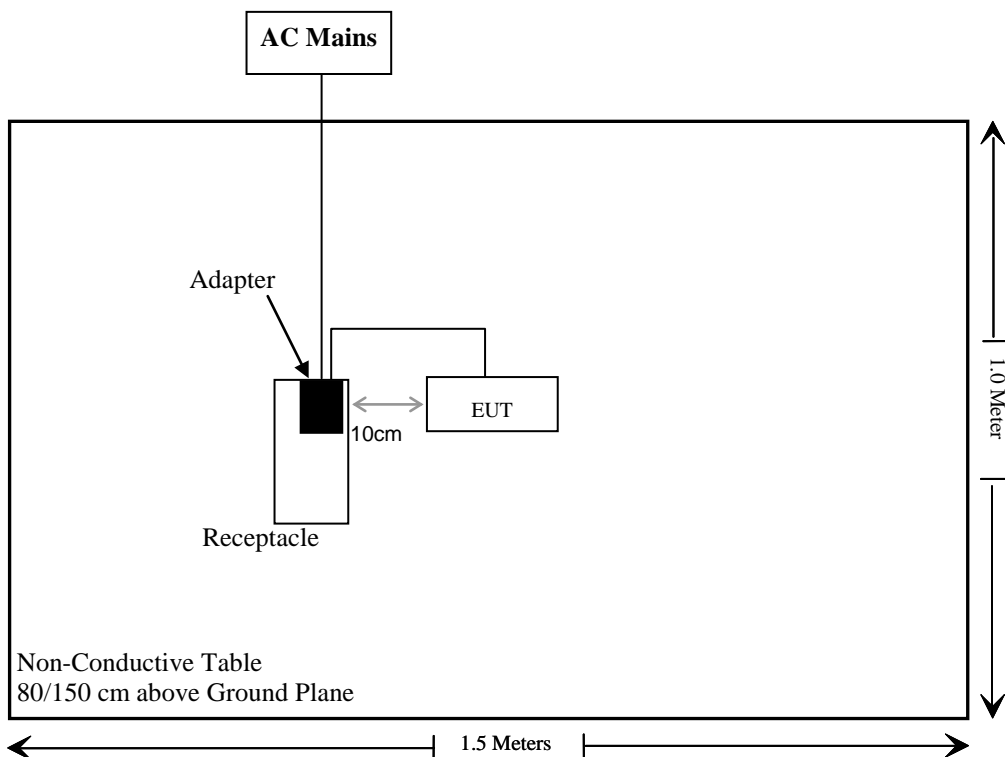 AC Mains
Adapter
EUT
10cm
Receptacle
1.0 Meter
Non-Conductive Table
80/150 cm above Ground Plane
1.5 Meters